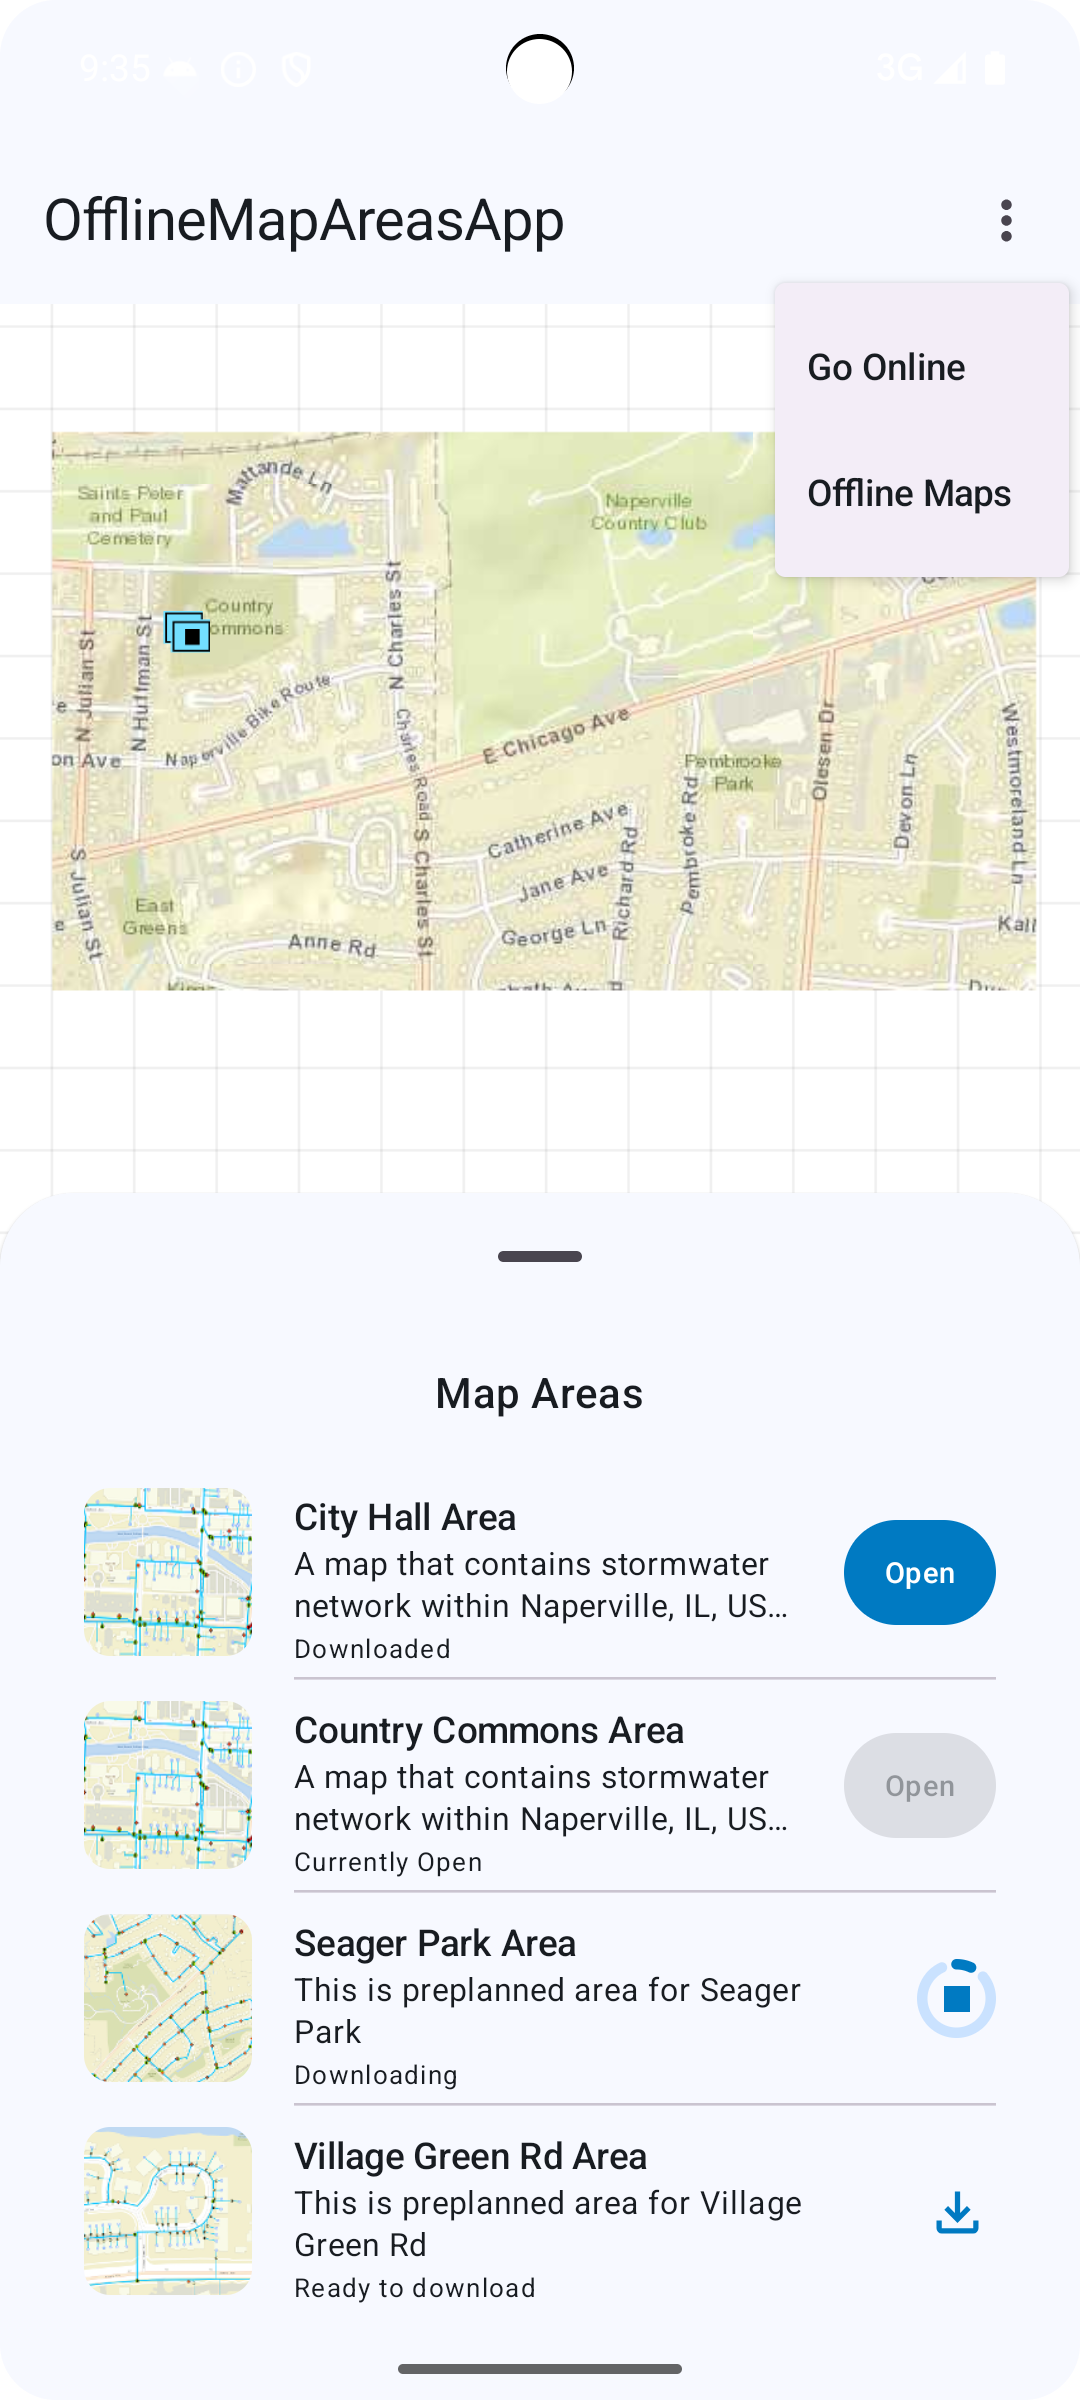 9:35
3G
OfflineMapAreasApp
Go Online
Offline Maps
Saints Peter
and Paul
Cemetery
Mattande Ln
Naperville
Country Club
Country
ommons
N Charles St
N Julian St
N Huffman St
Naperville Bike Route
on Ave
Charles Road
E Chicago Ave
Pembrooke
Park
Olesen Dr
Westmoreland Ln
Devon Ln
Catherine Ave
Jane Ave
George Ln
Richard Rd
Pembroke Rd
S Charles St
S Julian St
East
Greens
Anne Rd
Kall
Map Areas
City Hall Area
A map that contains stormwater
network within Naperville, IL, US…
Downloaded
Open
Country Commons Area
A map that contains stormwater
network within Naperville, IL, US…
Currently Open
Open
Seager Park Area
This is preplanned area for Seager
Park
Downloading
Village Green Rd Area
This is preplanned area for Village
Green Rd
Ready to download